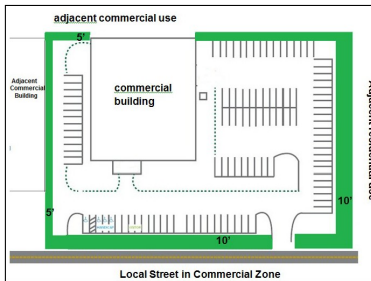 adjacent commercial use
5'
Adjacent
Commercial
Building
commercial
building
5'
10'
10'
Local Street in Commercial Zone